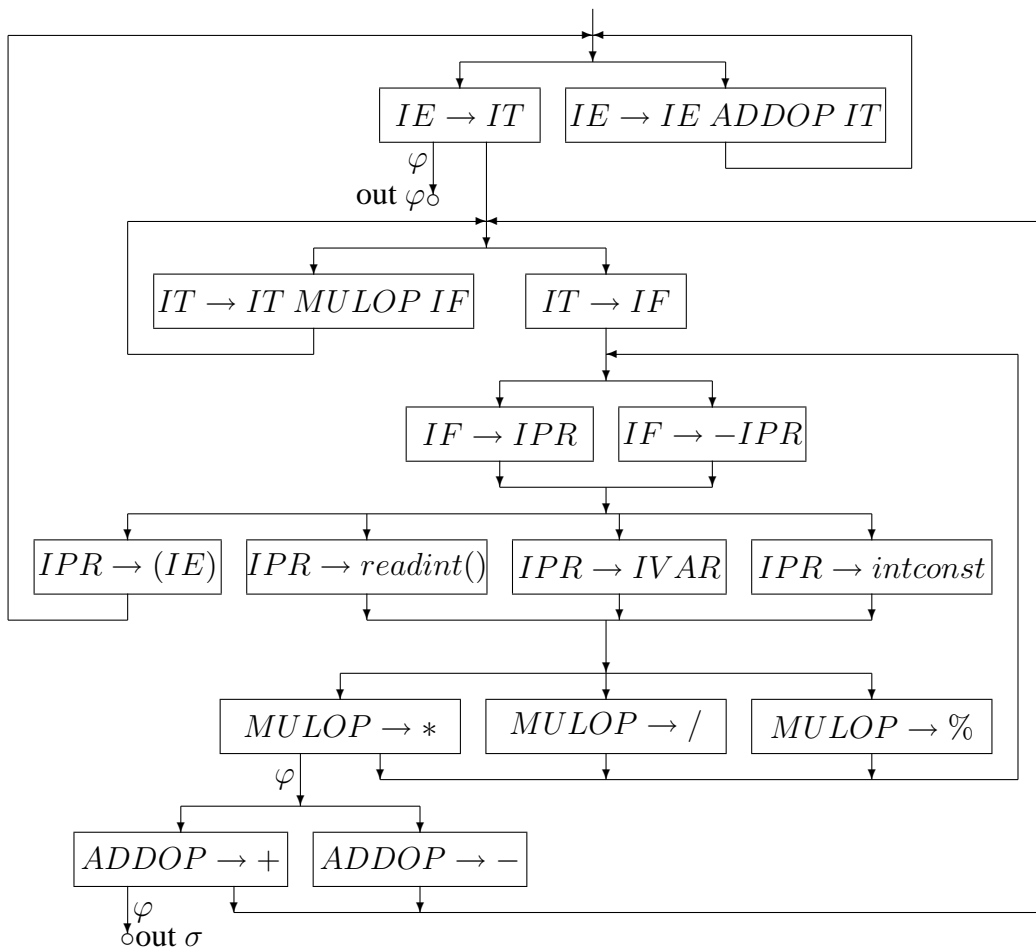 IE → IT
IE → IE ADDOP IT
φ
out φ
IT → IT MULOP IF
IT → IF
IF → IPR
IF → −IPR
IPR → (IE)
IPR → readint()
IPR → IVAR
IPR → intconst
MULOP → ∗
MULOP → /
MULOP → %
φ
ADDOP → +
ADDOP → −
φ
out σ